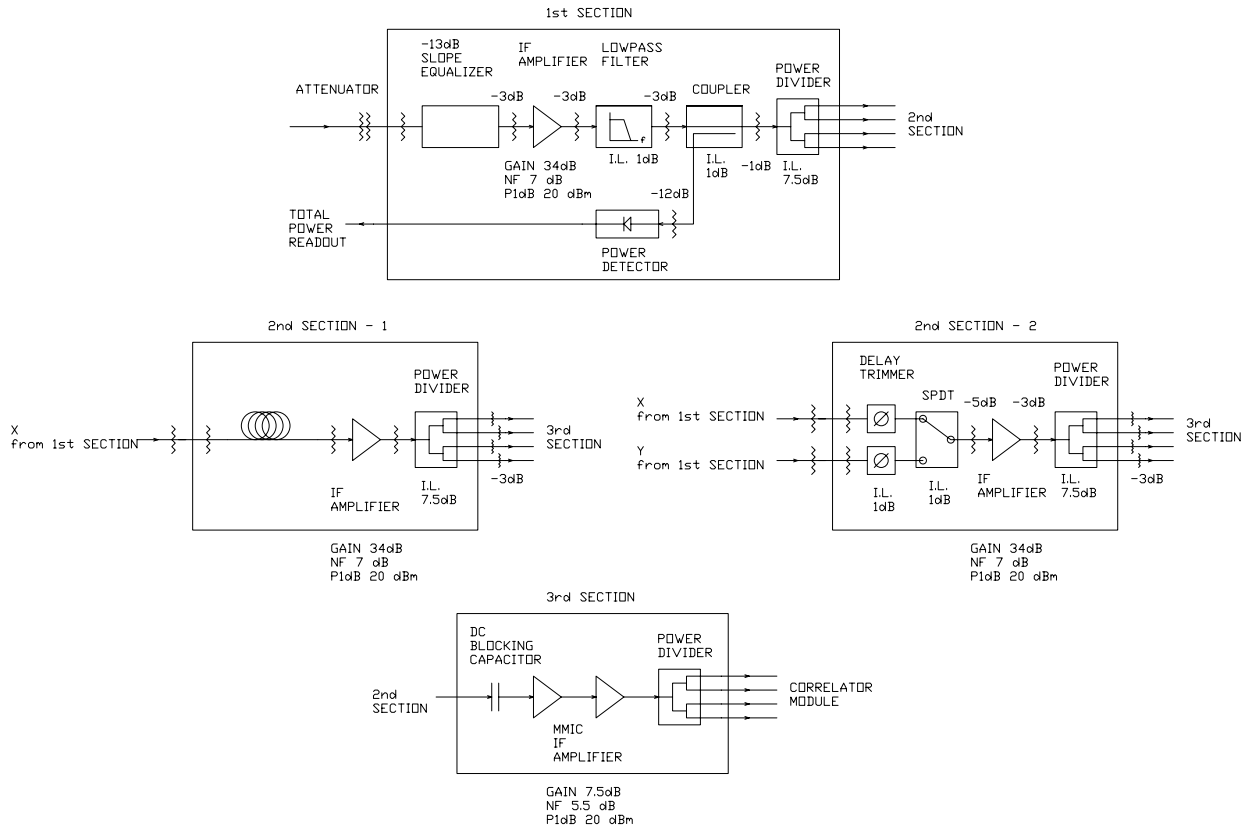 1st SECTION
-13dB
SLOPE
EQUALIZER
IF
AMPLIFIER
LOWPASS
FILTER
POWER
DIVIDER
ATTENUATOR
-3dB
-3dB
-3dB
COUPLER
2nd
SECTION
f
GAIN 34dB
NF 7 dB
P1dB 20 dBm
I.L. 1dB
I.L.
1dB
-1dB
I.L.
7.5dB
-12dB
TOTAL
POWER
READOUT
POWER
DETECTOR
2nd SECTION - 1
POWER
DIVIDER
X
from 1st SECTION
3rd
SECTION
IF
AMPLIFIER
I.L.
7.5dB
-3dB
GAIN 34dB
NF 7 dB
P1dB 20 dBm
2nd SECTION - 2
DELAY
TRIMMER
POWER
DIVIDER
SPDT
-5dB
-3dB
X
from 1st SECTION
Y
from 1st SECTION
3rd
SECTION
I.L.
1dB
I.L.
1dB
IF
AMPLIFIER
I.L.
7.5dB
-3dB
GAIN 34dB
NF 7 dB
P1dB 20 dBm
3rd SECTION
DC
BLOCKING
CAPACITOR
POWER
DIVIDER
2nd
SECTION
CORRELATOR
MODULE
MMIC
IF
AMPLIFIER
GAIN 7.5dB
NF 5.5 dB
P1dB 20 dBm